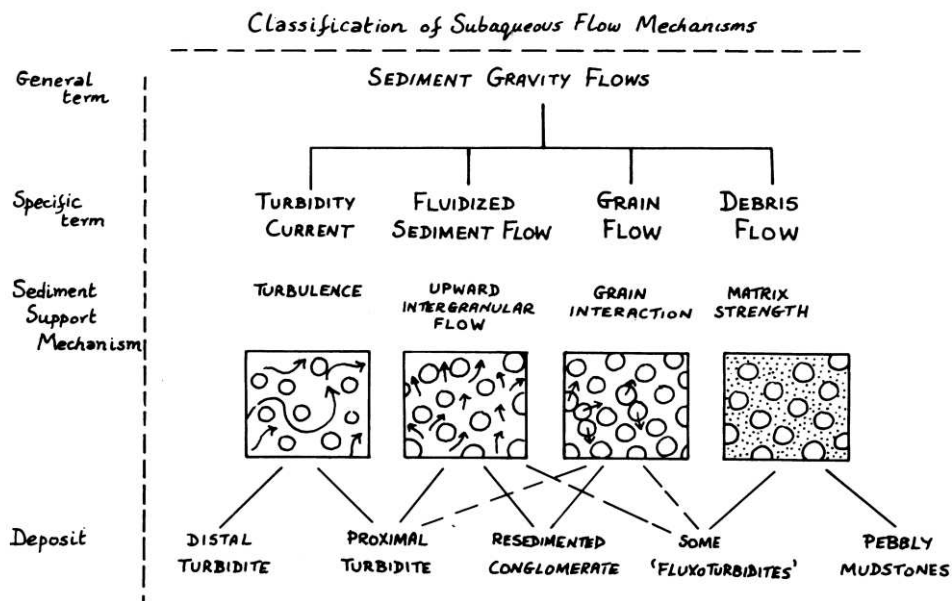 Classification of Subaqueous Flow Mechanisms
General term
SEDIMENT GRAVITY FLOWS
Specific term
TURBIDITY CURRENT
FLUIDIZED SEDIMENT FLOW
GRAIN FLOW
DEBRIS FLOW
Sediment Support Mechanism
TURBULENCE
UPWARD INTERGRANULAR FLOW
GRAIN INTERACTION
MATRIX STRENGTH
Deposit
DISTAL TURBIDITE
PROXIMAL TURBIDITE
RESEDIMENTED CONGLOMERATE
SOME 'FLUXOTURBIDITES'
PEBBLY MUDSTONES